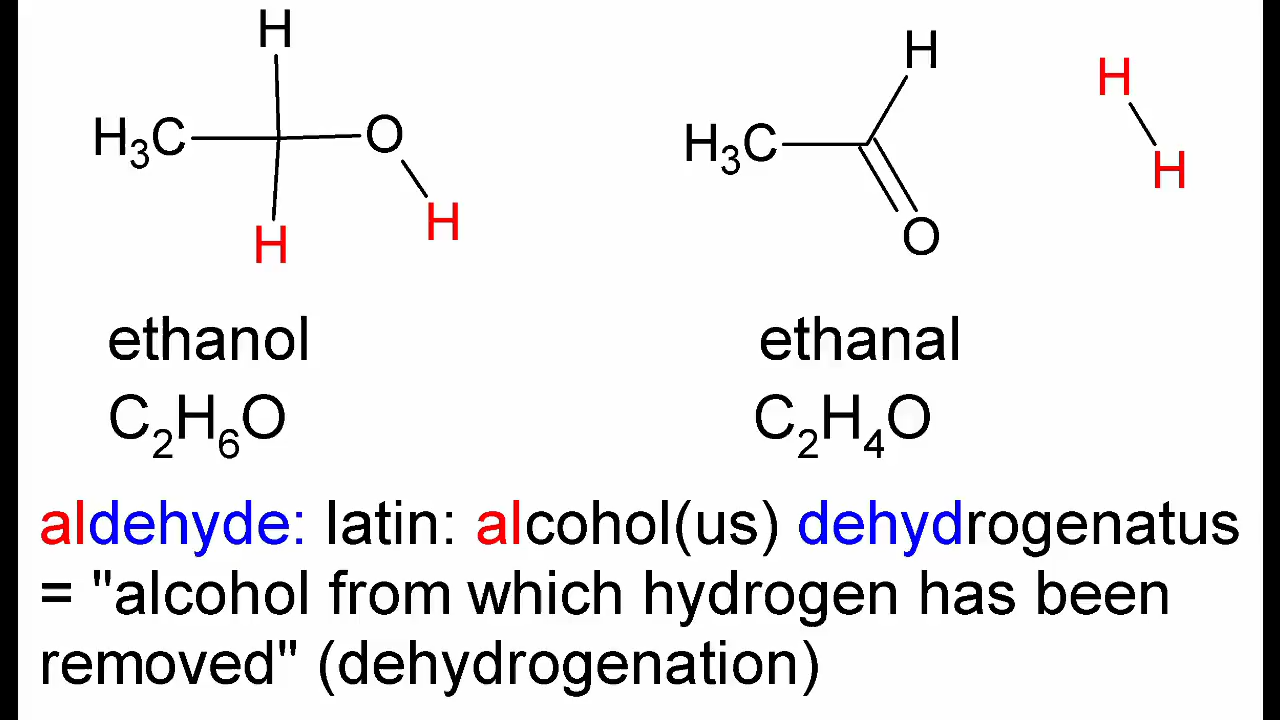 H H H
H₃C O H₃C H
H H O
ethanol ethanal
C₂H₆O C₂H₄O
aldehyde: latin: alcohol(us) dehydrogenatus
= "alcohol from which hydrogen has been
removed" (dehydrogenation)